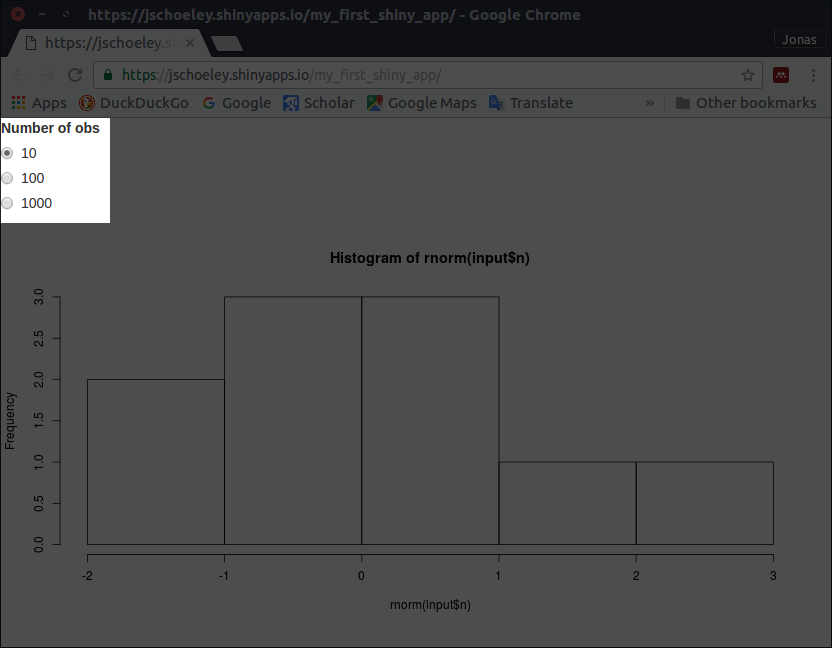 https://jschoeley.shinyapps.io/my_first_shiny_app/ - Google Chrome
https://jschoeley.s
Jonas
https://jschoeley.shinyapps.io/my_first_shiny_app/
Apps DuckDuckGo Google Scholar Google Maps Translate » Other bookmarks
Number of obs
10
100
1000
Histogram of rnorm(input$n)
3.0
2.5
2.0
1.5
1.0
0.5
0.0
Frequency
-2 -1 0 1 2 3
rnorm(input$n)